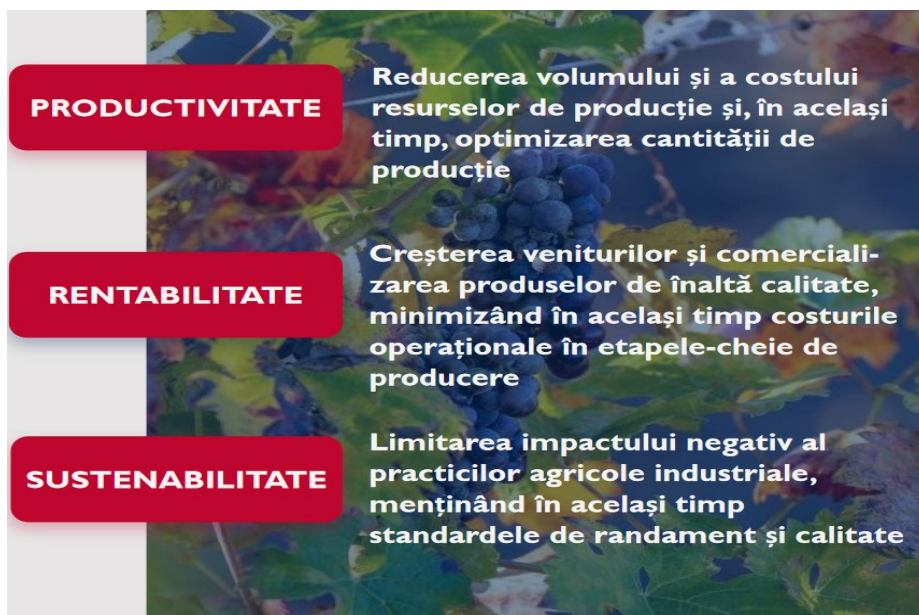 PRODUCTIVITATE
Reducerea volumului și a costului
resurselor de producție și, în același
timp, optimizarea cantității de
producție
RENTABILITATE
Creșterea veniturilor și comerciali-
zarea produselor de înaltă calitate,
minimizând în același timp costurile
operaționale în etapele-cheie de
producere
SUSTENABILITATE
Limitarea impactului negativ al
practicilor agricole industriale,
menținând în același timp
standardele de randament și calitate